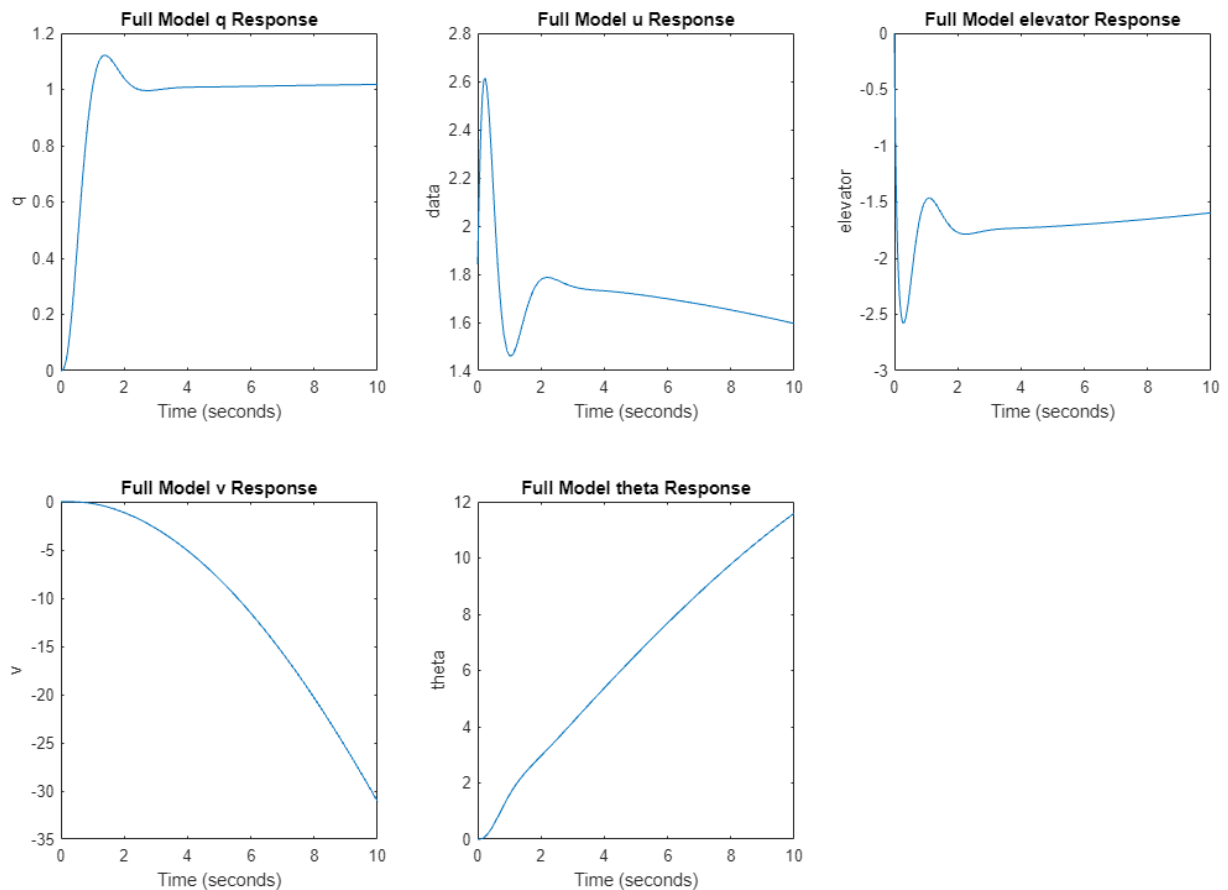 Full Model q Response
1.2
1
0.8
0.6
0.4
0.2
0
q
0 2 4 6 8 10
Time (seconds)
Full Model u Response
2.8
2.6
2.4
2.2
2
1.8
1.6
1.4
data
0 2 4 6 8 10
Time (seconds)
Full Model elevator Response
0
-0.5
-1
-1.5
-2
-2.5
-3
elevator
0 2 4 6 8 10
Time (seconds)
Full Model v Response
0
-5
-10
-15
-20
-25
-30
-35
v
0 2 4 6 8 10
Time (seconds)
Full Model theta Response
12
10
8
6
4
2
0
theta
0 2 4 6 8 10
Time (seconds)